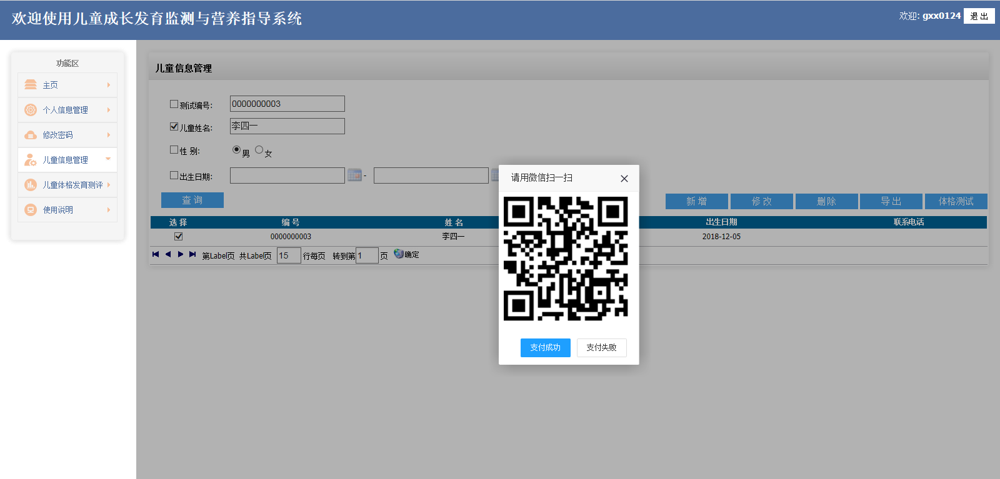 欢迎使用儿童成长发育监测与营养指导系统
欢迎: gxx0124 退 出
功能区
主页
个人信息管理
修改密码
儿童信息管理
儿童体格发育测评
使用说明
儿童信息管理
测试编号: 0000000003
儿童姓名: 李四一
性 别: 男 女
出生日期: -
查 询
新 增 修 改 删 除 导 出 体格测试
选 择 编 号 姓 名 出生日期 联系电话
0000000003 李四一 2018-12-05
第Label页 共Label页 15 行每页 转到第 1 页 确定
请用微信扫一扫
支付成功 支付失败